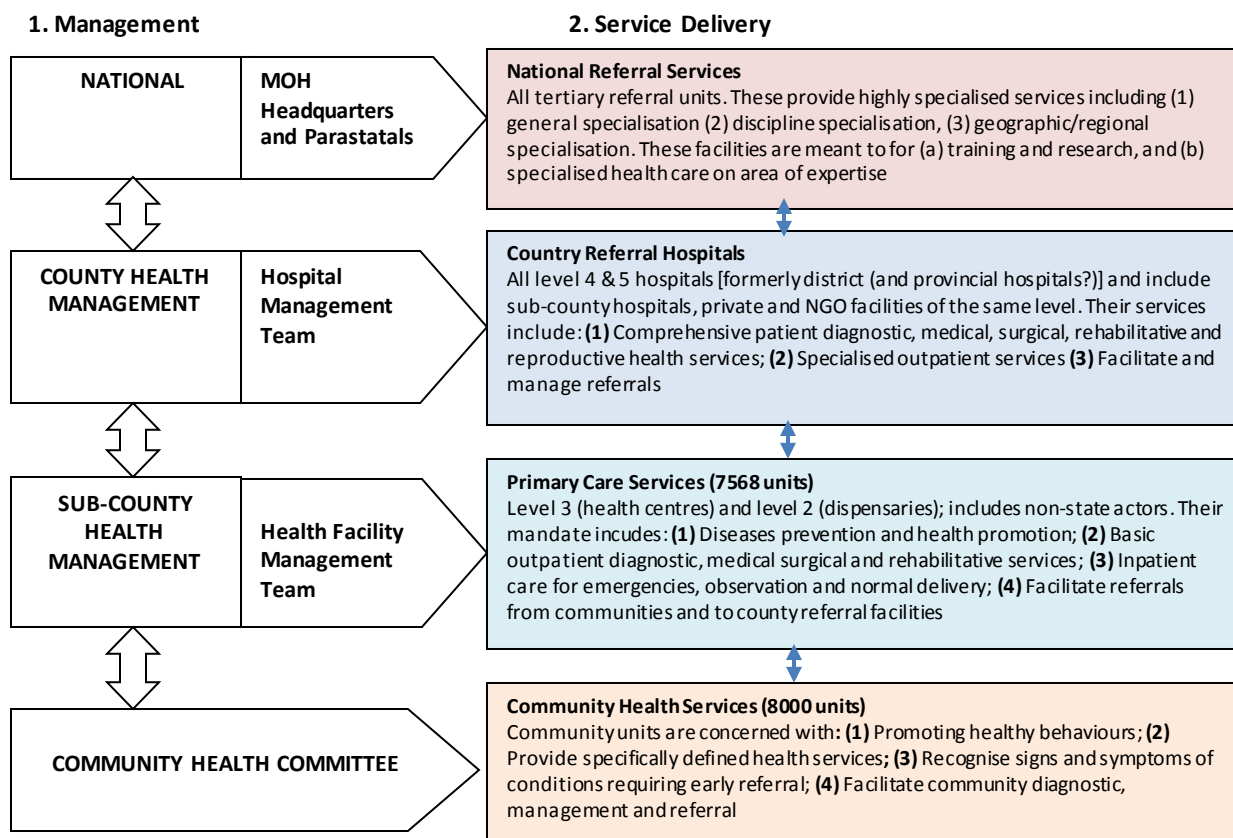 1. Management
2. Service Delivery
NATIONAL
MOH
Headquarters
and Parastatals
National Referral Services
All tertiary referral units. These provide highly specialised services including (1)
general specialisation (2) discipline specialisation, (3) geographic/regional
specialisation. These facilities are meant to for (a) training and research, and (b)
specialised health care on area of expertise
COUNTY HEALTH
MANAGEMENT
Hospital
Management
Team
Country Referral Hospitals
All level 4 & 5 hospitals [formerly district (and provincial hospitals?)] and include
sub-county hospitals, private and NGO facilities of the same level. Their services
include: (1) Comprehensive patient diagnostic, medical, surgical, rehabilitative and
reproductive health services; (2) Specialised outpatient services (3) Facilitate and
manage referrals
SUB-COUNTY
HEALTH
MANAGEMENT
Health Facility
Management
Team
Primary Care Services (7568 units)
Level 3 (health centres) and level 2 (dispensaries); includes non-state actors. Their
mandate incudes: (1) Diseases prevention and health promotion; (2) Basic
outpatient diagnostic, medical surgical and rehabilitative services; (3) Inpatient
care for emergencies, observation and normal delivery; (4) Facilitate referrals
from communities and to county referral facilities
COMMUNITY HEALTH COMMITTEE
Community Health Services (8000 units)
Community units are concerned with: (1) Promoting healthy behaviours; (2)
Provide specifically defined health services; (3) Recognise signs and symptoms of
conditions requiring early referral; (4) Facilitate community diagnostic,
management and referral